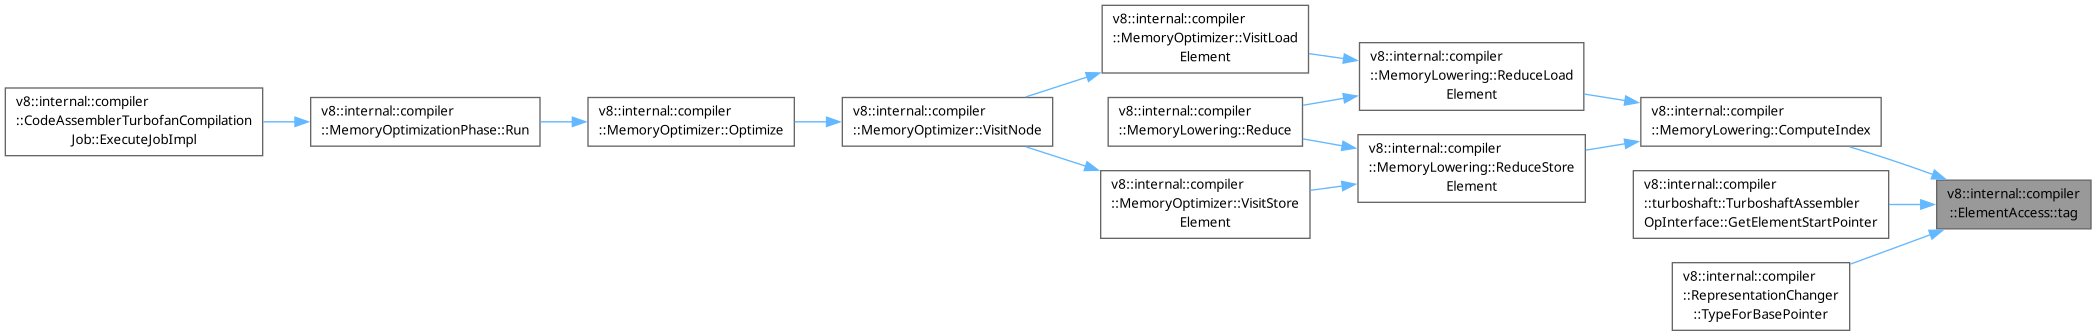 v8::internal::compiler
::CodeAssemblerTurbofanCompilation
Job::ExecuteJobImpl
v8::internal::compiler
::MemoryOptimizationPhase::Run
v8::internal::compiler
::MemoryOptimizer::Optimize
v8::internal::compiler
::MemoryOptimizer::VisitNode
v8::internal::compiler
::MemoryOptimizer::VisitLoad
Element
v8::internal::compiler
::MemoryLowering::Reduce
v8::internal::compiler
::MemoryOptimizer::VisitStore
Element
v8::internal::compiler
::MemoryLowering::ReduceLoad
Element
v8::internal::compiler
::MemoryLowering::ReduceStore
Element
v8::internal::compiler
::MemoryLowering::ComputeIndex
v8::internal::compiler
::turboshaft::TurboshaftAssembler
OpInterface::GetElementStartPointer
v8::internal::compiler
::RepresentationChanger
::TypeForBasePointer
v8::internal::compiler
::ElementAccess::tag